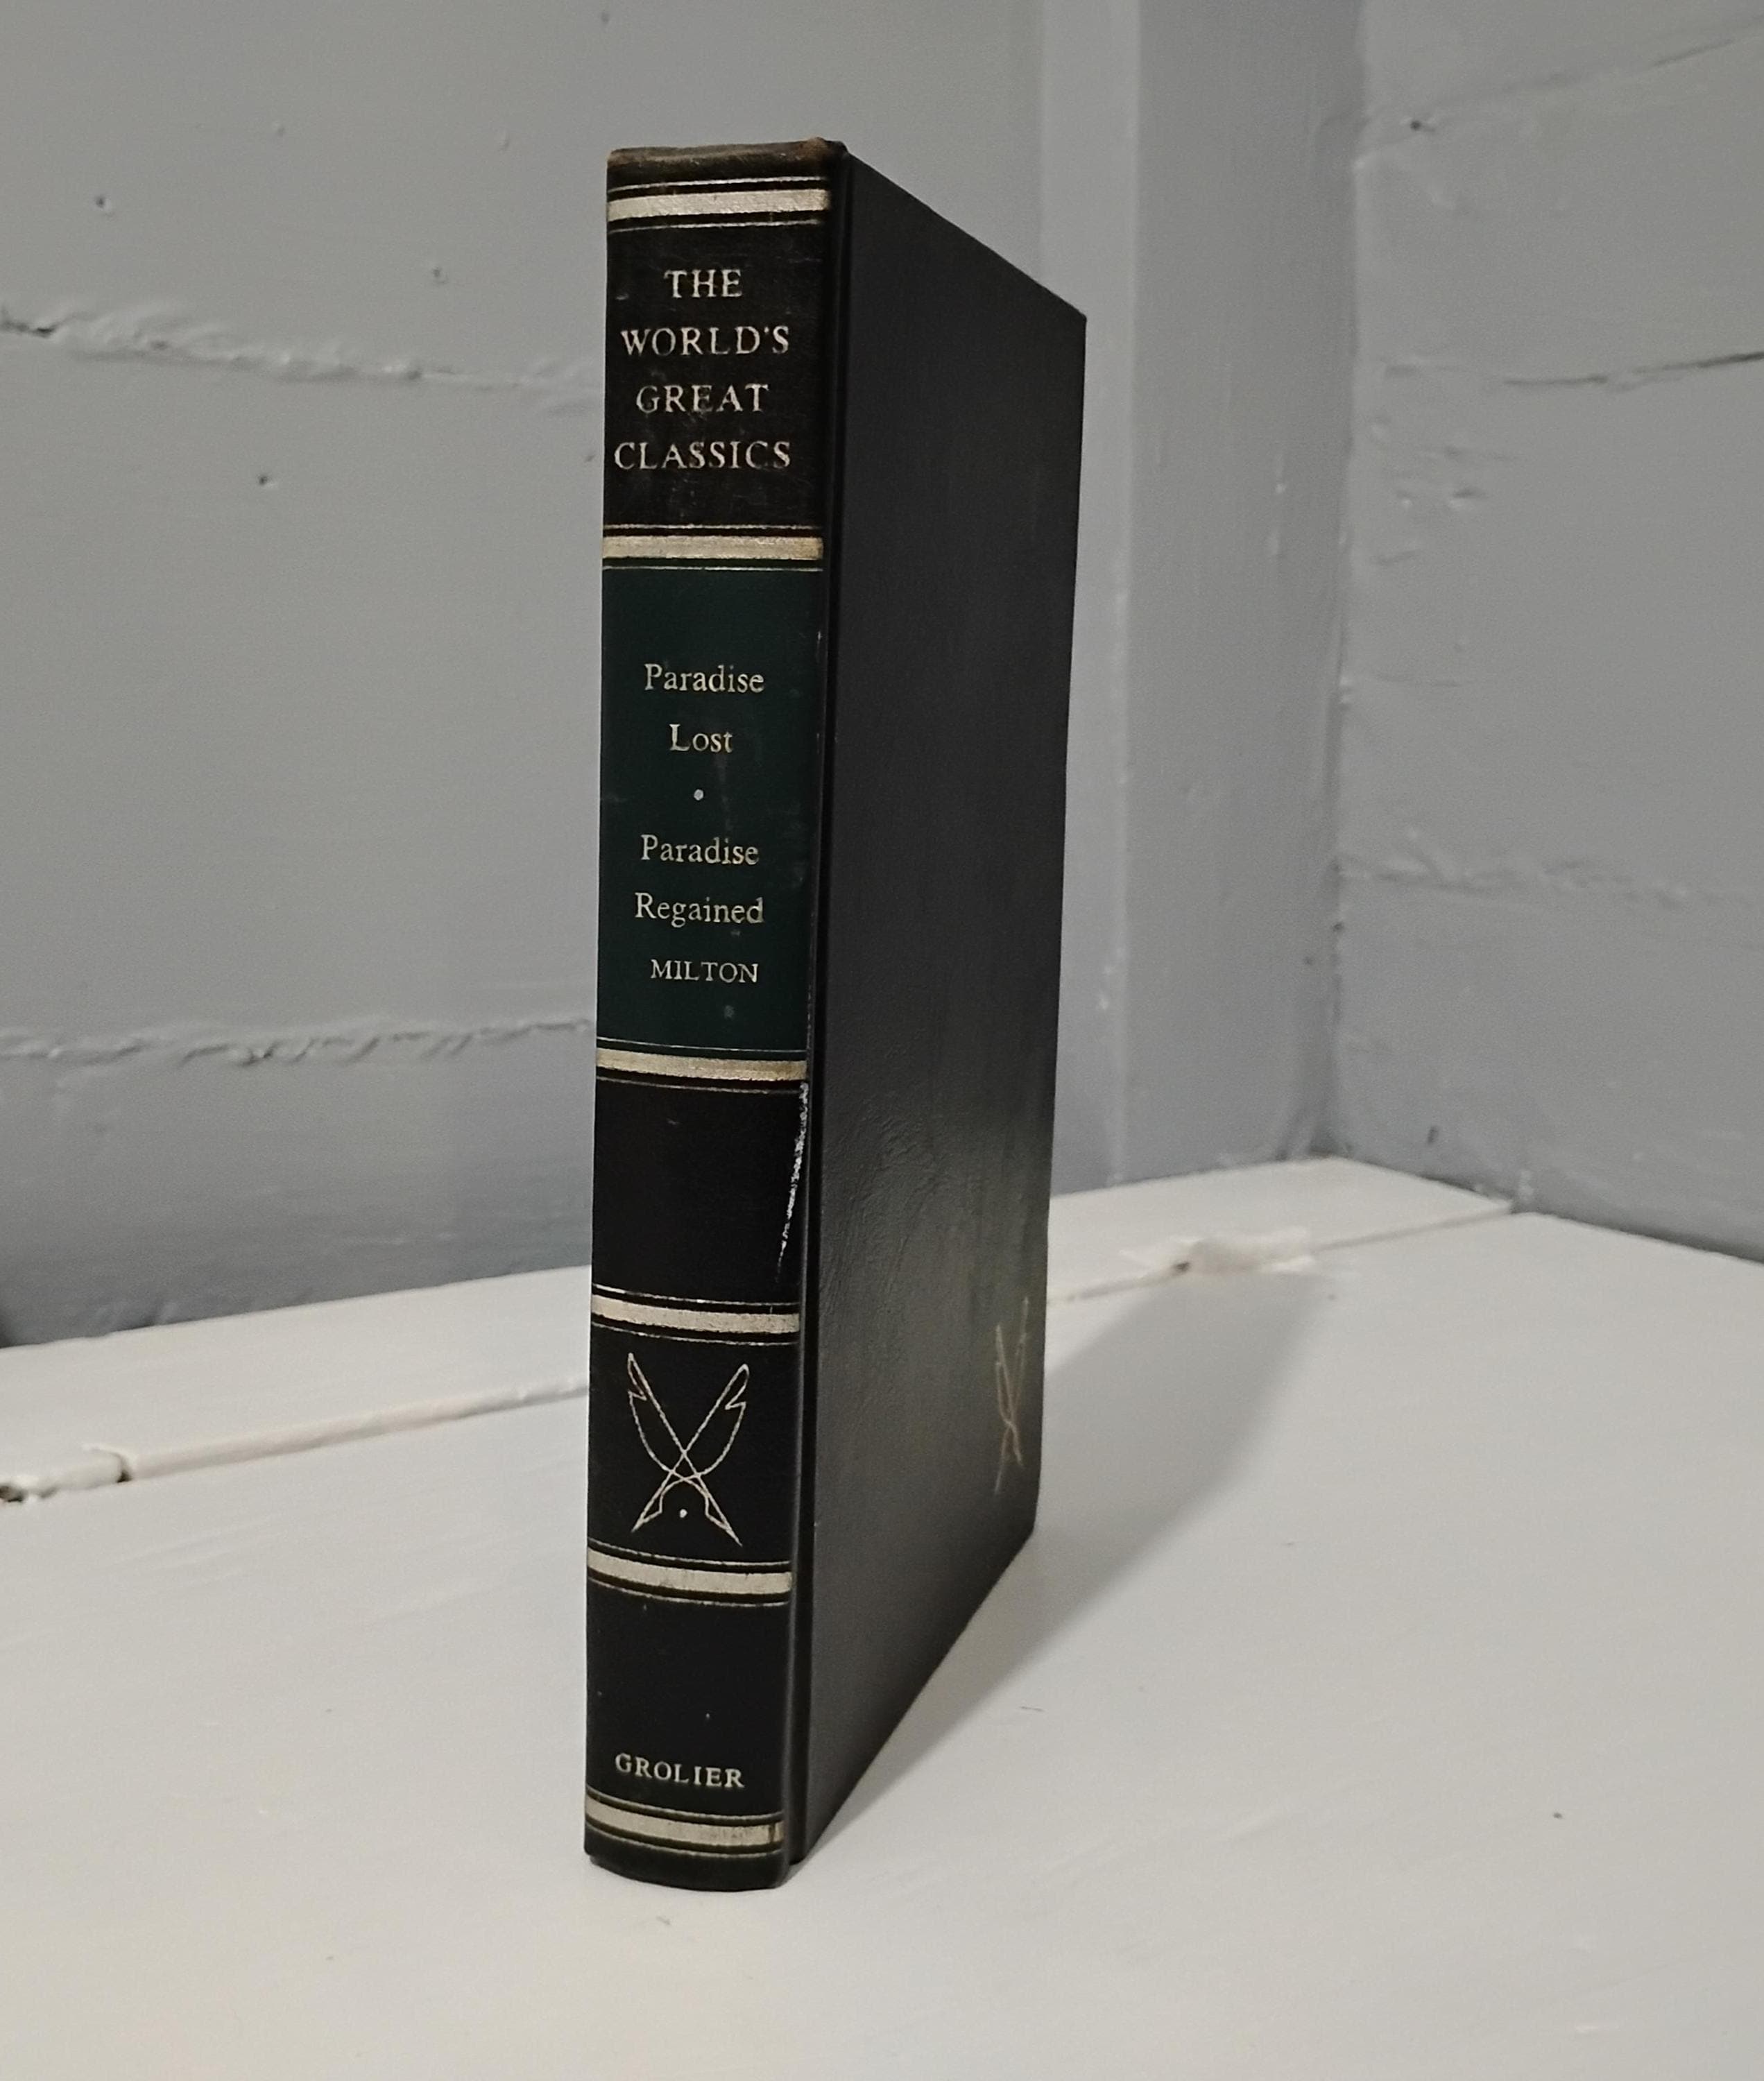 THE
WORLD'S
GREAT
CLASSICS
Paradise
Lost
•
Paradise
Regained
MILTON
GROLIER